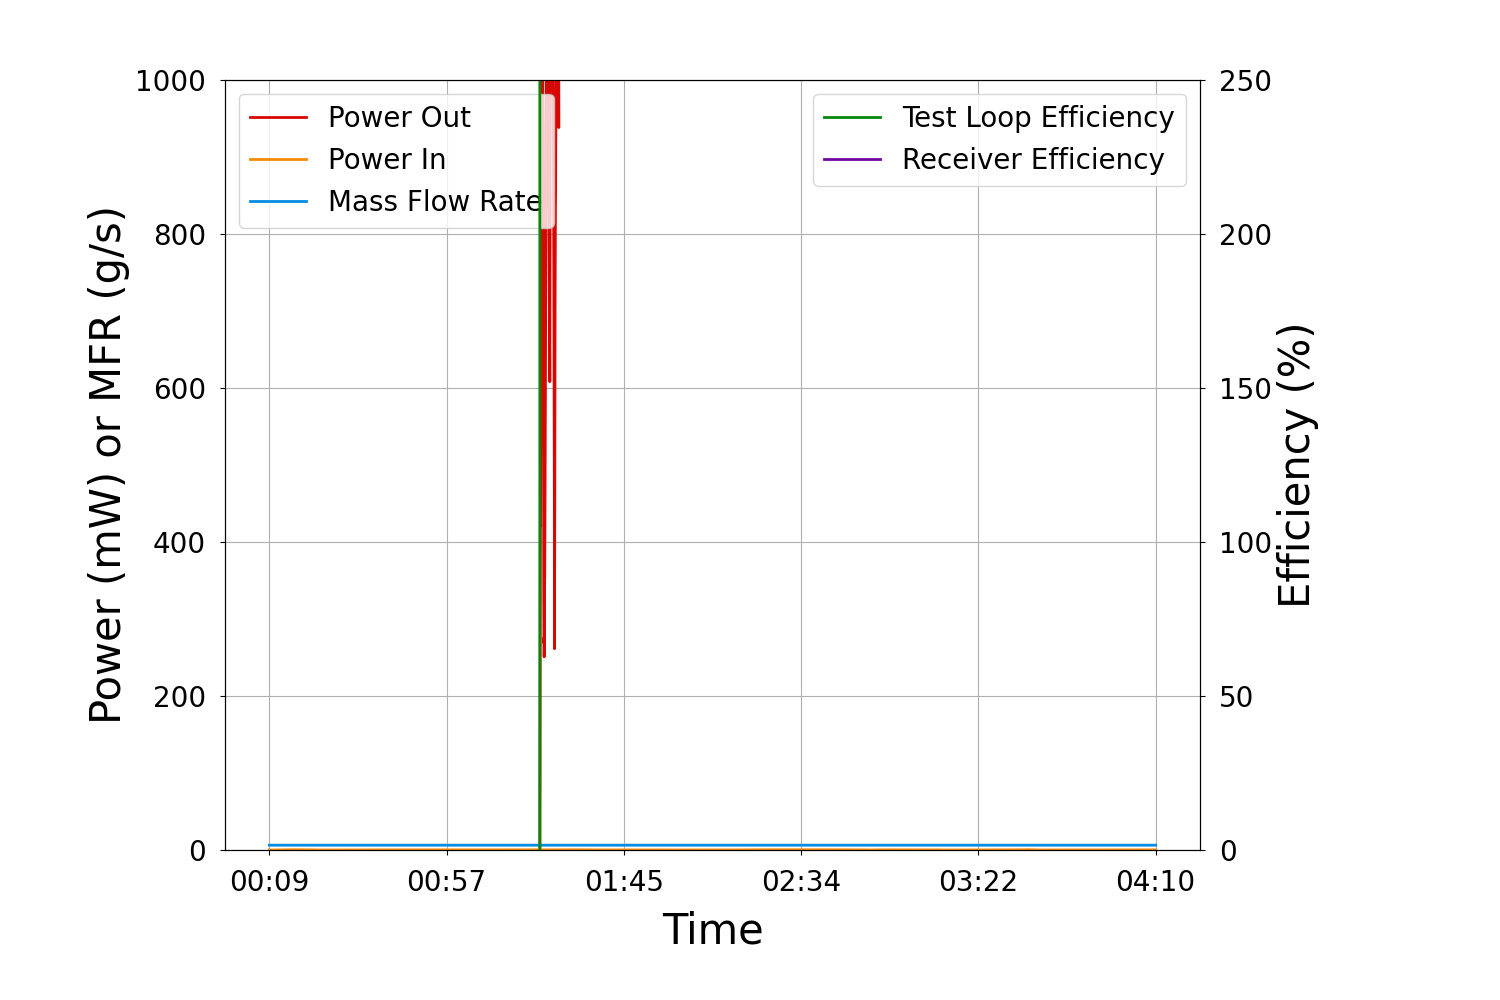 1000
800
600
400
200
0
Power (mW) or MFR (g/s)
Power Out
Power In
Mass Flow Rate
Test Loop Efficiency
Receiver Efficiency
250
200
150
100
50
0
Efficiency (%)
00:09 00:57 01:45 02:34 03:22 04:10
Time